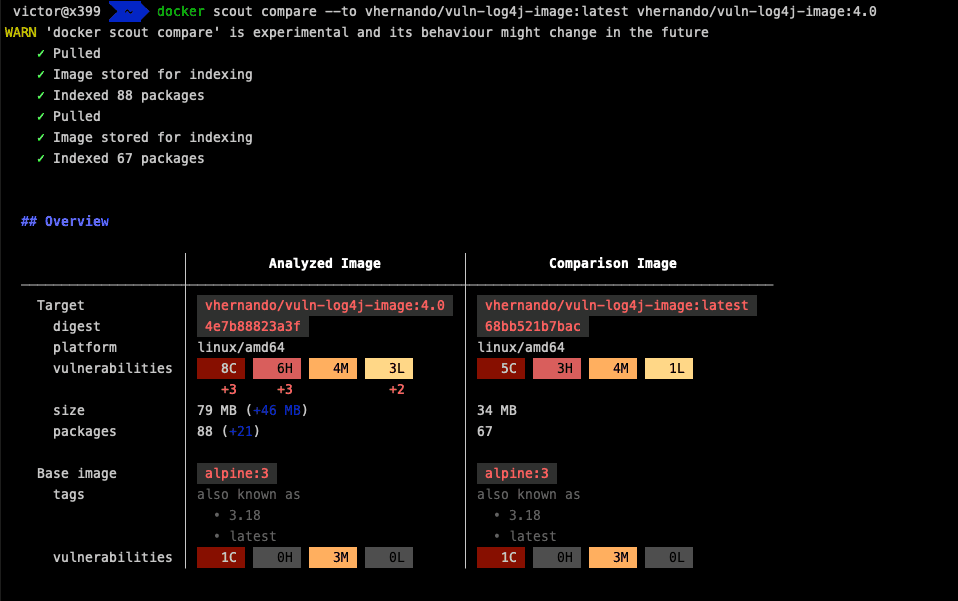 victor@x399 ~ docker scout compare --to vhernando/vuln-log4j-image:latest vhernando/vuln-log4j-image:4.0
WARN 'docker scout compare' is experimental and its behaviour might change in the future
✓ Pulled
✓ Image stored for indexing
✓ Indexed 88 packages
✓ Pulled
✓ Image stored for indexing
✓ Indexed 67 packages
## Overview
Analyzed Image Comparison Image
Target vhernando/vuln-log4j-image:4.0 vhernando/vuln-log4j-image:latest
digest 4e7b88823a3f 68bb521b7bac
platform linux/amd64 linux/amd64
vulnerabilities 8C 6H 4M 3L 5C 3H 4M 1L
+3 +3 +2
size 79 MB (+46 MB) 34 MB
packages 88 (+21) 67
Base image alpine:3 alpine:3
tags also known as also known as
• 3.18 • 3.18
• latest • latest
vulnerabilities 1C 0H 3M 0L 1C 0H 3M 0L